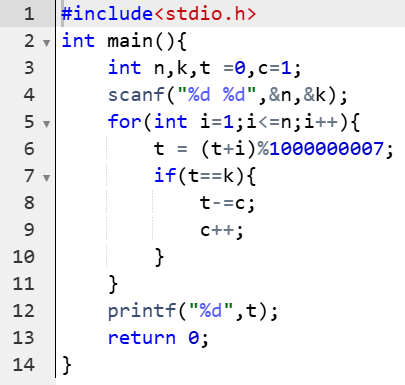 1 #include<stdio.h>
2 int main(){
3 int n,k,t =0,c=1;
4 scanf("%d %d",&n,&k);
5 for(int i=1;i<=n;i++){
6 t = (t+i)%1000000007;
7 if(t==k){
8 t-=c;
9 c++;
10 }
11 }
12 printf("%d",t);
13 return 0;
14 }